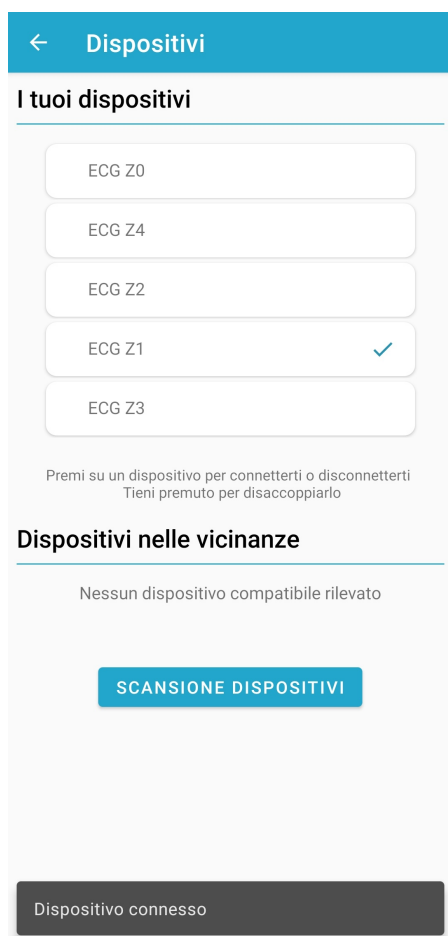 Dispositivi
I tuoi dispositivi
ECG Z0
ECG Z4
ECG Z2
ECG Z1
ECG Z3
Premi su un dispositivo per connetterti o disconnetterti
Tieni premuto per disaccoppiarlo
Dispositivi nelle vicinanze
Nessun dispositivo compatibile rilevato
SCANSIONE DISPOSITIVI
Dispositivo connesso